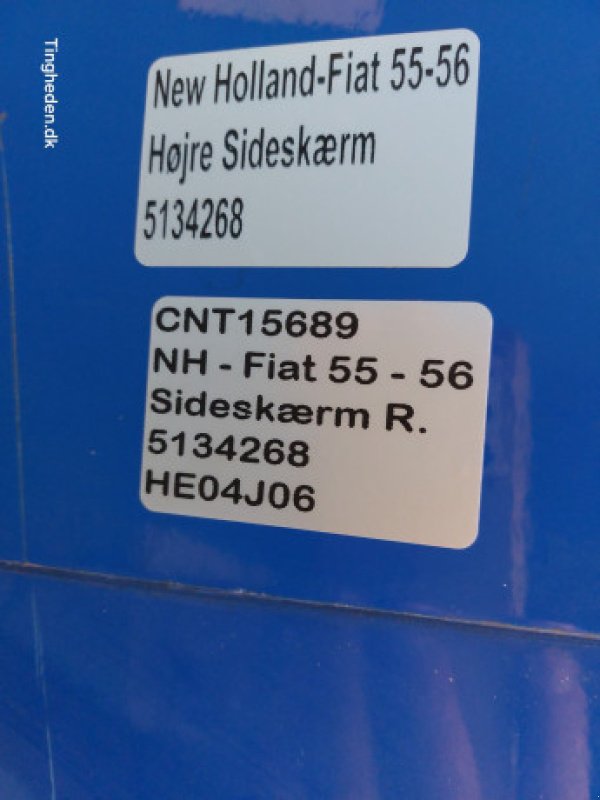 Tingheden.dk
New Holland-Fiat 55-56
Højre Sideskærm
5134268
CNT15689
NH - Fiat 55 - 56
Sideskærm R.
5134268
HE04J06